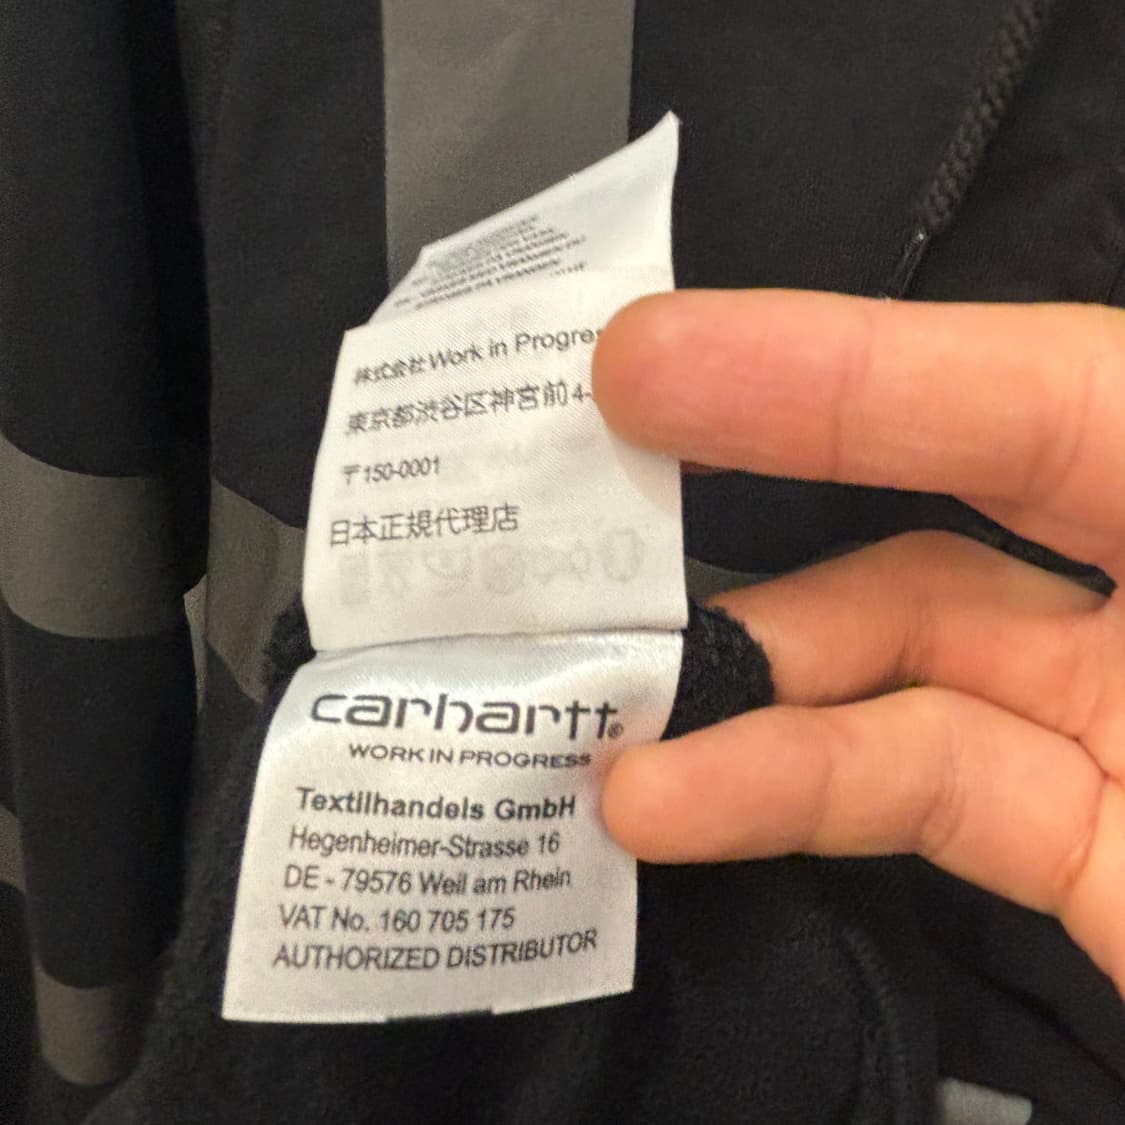 株式会社 Work in Progre
東京都渋谷区神宮前 4-
〒150-0001
日本正規代理店
carhartt®
WORK IN PROGRESS
Textilhandels GmbH
Hegenheimer-Strasse 16
DE - 79576 Weil am Rhein
VAT No. 160 705 175
AUTHORIZED DISTRIBUTOR